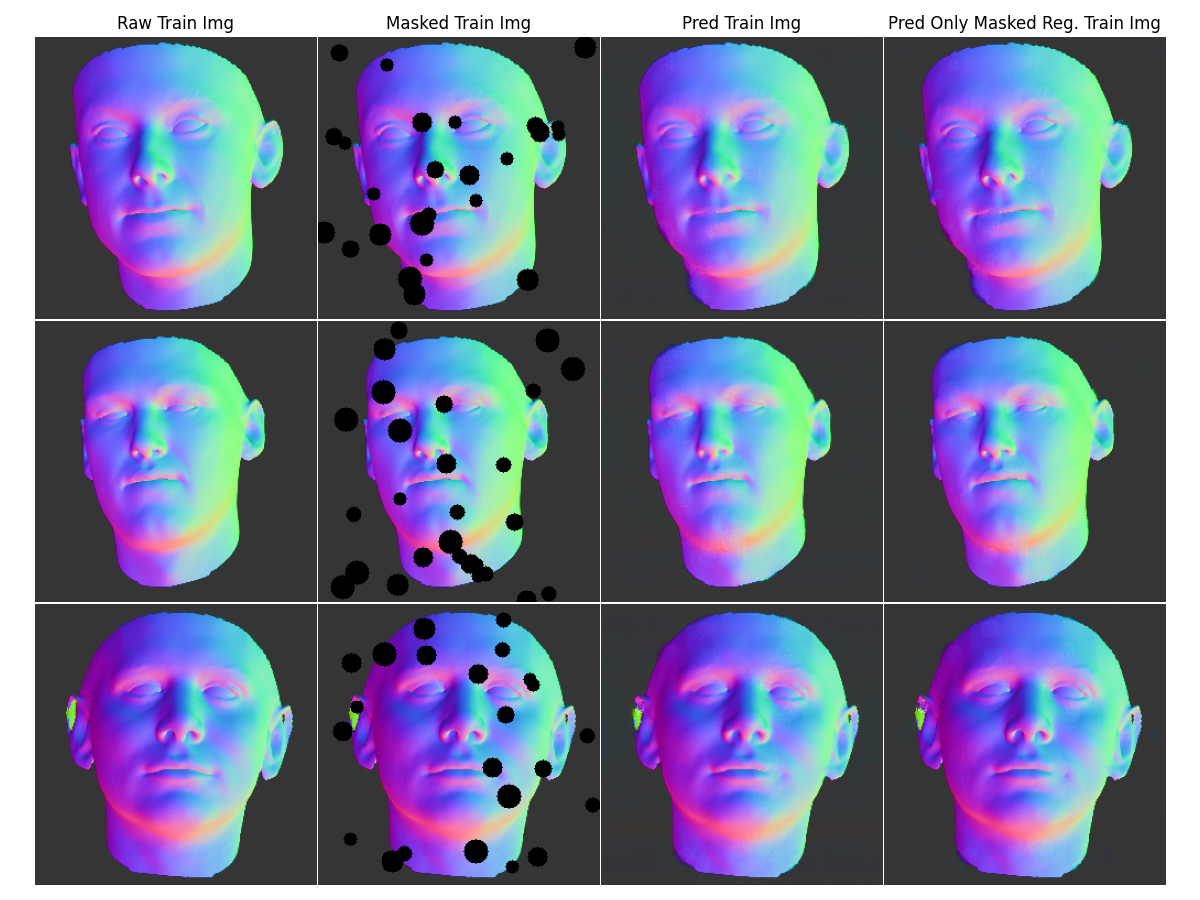 Raw Train Img
Masked Train Img
Pred Train Img
Pred Only Masked Reg. Train Img